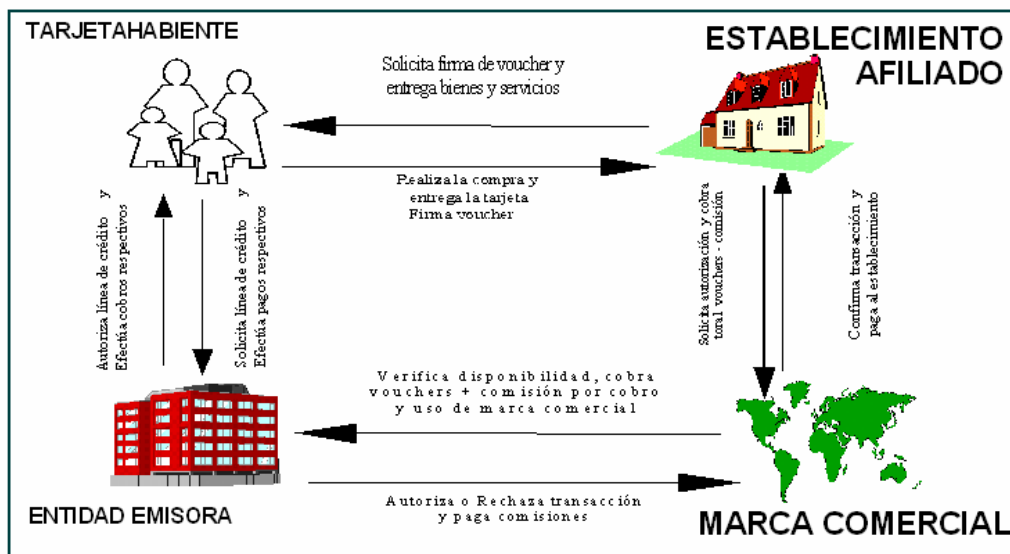 TARJETAHABIENTE
ESTABLECIMIENTO
AFILIADO
Solicita firma de voucher y
entrega bienes y servicios
Realiza la compra y
entrega la tarjeta
Firma voucher
Autoriza línea de crédito y
Efectúa cobros respectivos
Solicita línea de crédito y
Efectúa pagos respectivos
Solicita autorización y cobra
toral vouchers - comisión
Confirma transacción y
paga al establecimiento
Verifica disponibilidad, cobra
vouchers + comisión por cobro
y uso de marca comercial
Autoriza o Rechaza transacción
y paga comisiones
ENTIDAD EMISORA
MARCA COMERCIAL